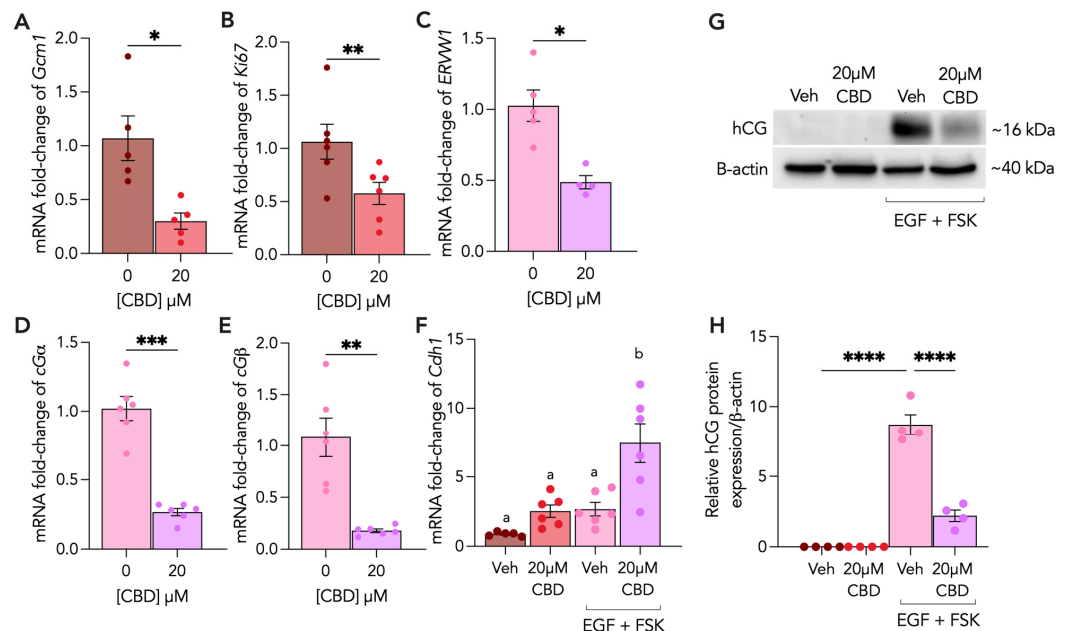 A
mRNA fold-change of Gcm1
2.0
1.5
1.0
0.5
0.0
*
0
20
[CBD] µM
B
mRNA fold-change of Ki67
2.0
1.5
1.0
0.5
0.0
**
0
20
[CBD] µM
C
mRNA fold-change of ERVW1
1.5
1.0
0.5
0.0
*
0
20
[CBD] µM
G
20µM
Veh
CBD
20µM
Veh
CBD
hCG
~16 kDa
B-actin
~40 kDa
EGF + FSK
D
mRNA fold-change of cGα
1.5
1.0
0.5
0.0
***
0
20
[CBD] µM
E
mRNA fold-change of cGβ
2.0
1.5
1.0
0.5
0.0
**
0
20
[CBD] µM
F
mRNA fold-change of Cdh1
15
10
5
0
a
a
a
b
Veh
20µM
CBD
Veh
20µM
CBD
EGF + FSK
H
Relative hCG protein
expression/β-actin
15
10
5
0
****
****
Veh
20µM
CBD
Veh
20µM
CBD
EGF + FSK